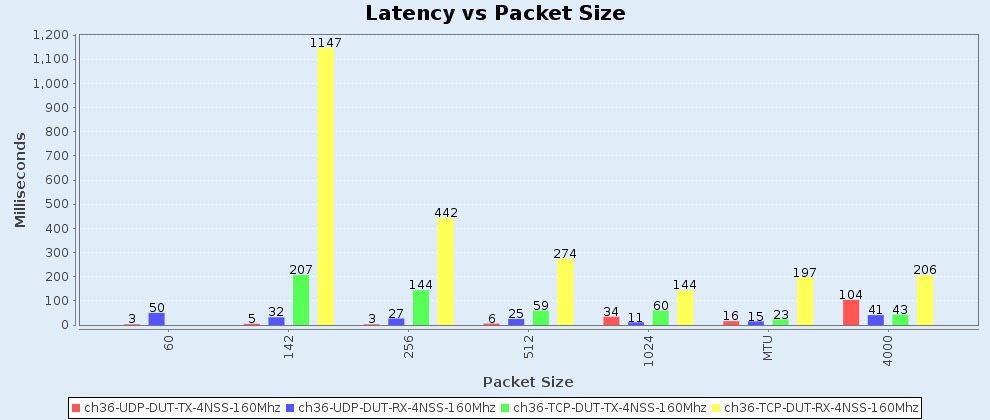 Latency vs Packet Size
1,200
1,100
1,000
900
800
700
600
500
400
300
200
100
0
Milliseconds
3 50
5 32 207 1147
3 27 144 442
6 25 59 274
34 11 60 144
16 15 23 197
104 41 43 206
60 142 256 512 1024 MTU 4000
Packet Size
ch36-UDP-DUT-TX-4NSS-160Mhz ch36-UDP-DUT-RX-4NSS-160Mhz ch36-TCP-DUT-TX-4NSS-160Mhz ch36-TCP-DUT-RX-4NSS-160Mhz